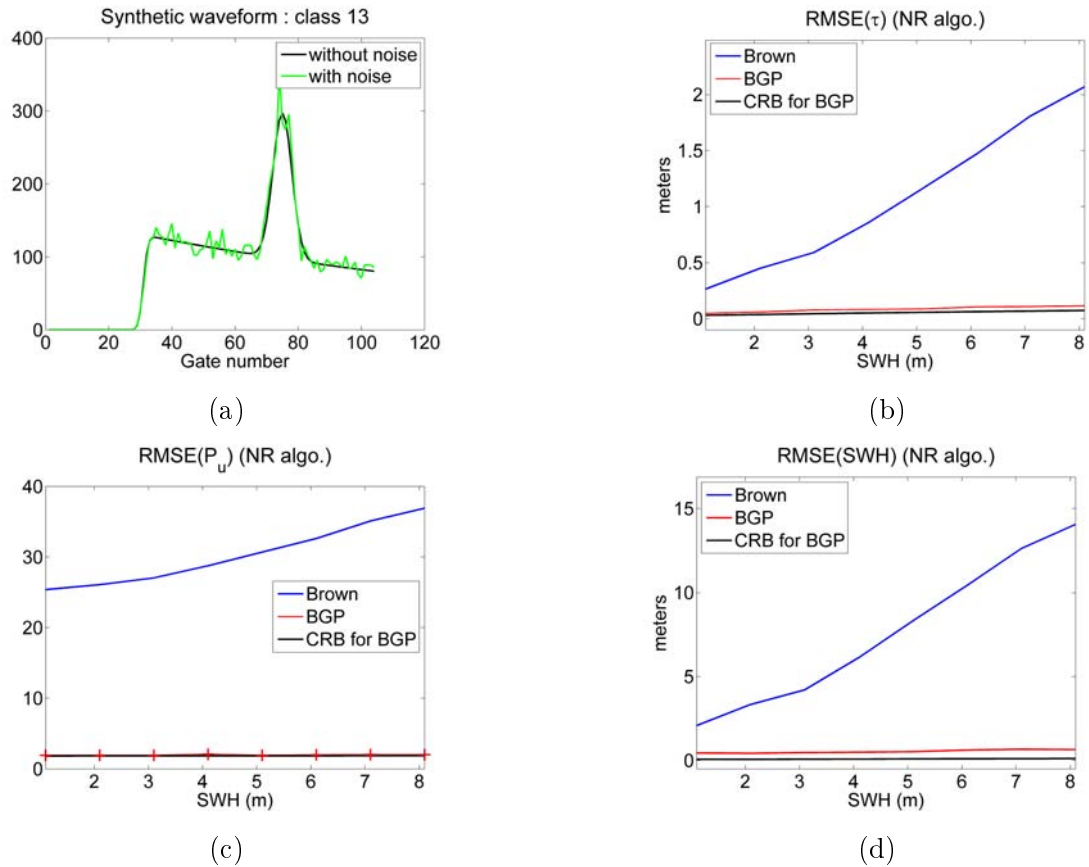 Synthetic waveform : class 13
400
300
200
100
0
0
20
40
60
80
100
120
Gate number
without noise
with noise
(a)
RMSE(τ) (NR algo.)
2
1.5
1
0.5
0
meters
2
3
4
5
6
7
8
SWH (m)
Brown
BGP
CRB for BGP
(b)
RMSE(P_u) (NR algo.)
40
30
20
10
0
2
3
4
5
6
7
8
SWH (m)
Brown
BGP
CRB for BGP
(c)
RMSE(SWH) (NR algo.)
15
10
5
0
meters
2
3
4
5
6
7
8
SWH (m)
Brown
BGP
CRB for BGP
(d)